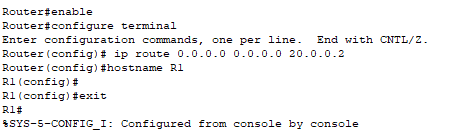 Router#enable
Router#configure terminal
Enter configuration commands, one per line.  End with CNTL/Z.
Router(config)# ip route 0.0.0.0 0.0.0.0 20.0.0.2
Router(config)#hostname R1
R1(config)#
R1(config)#exit
R1#
%SYS-5-CONFIG_I: Configured from console by console